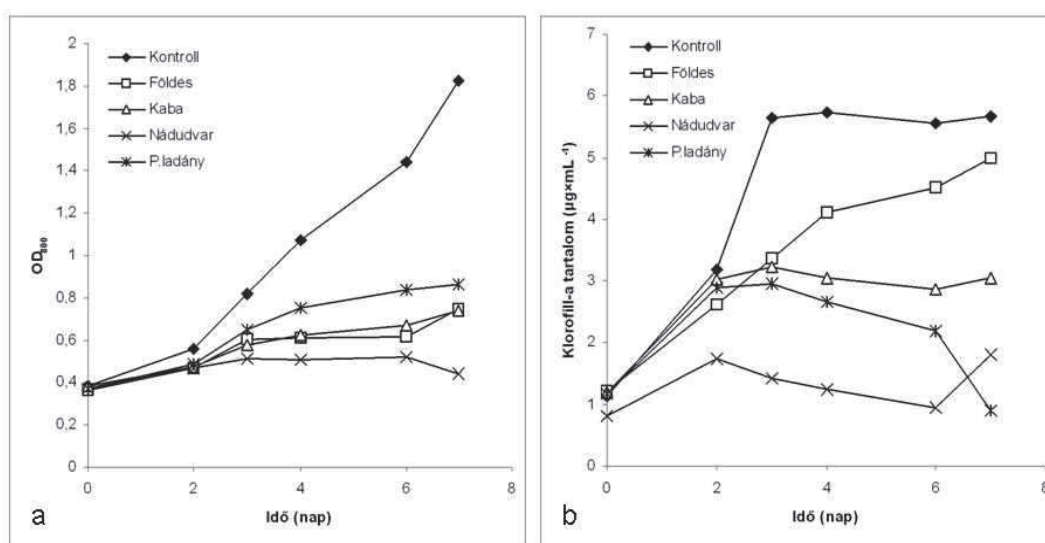 2
1,8
1,6
1,4
1,2
1
0,8
0,6
0,4
0,2
0
0
2
4
6
8
OD800
Idő (nap)
Kontroll
Földes
Kaba
Nádudvar
P.ladány
a
7
6
5
4
3
2
1
0
0
2
4
6
8
Klorofill-a tartalom (µg×mL⁻¹)
Idő (nap)
Kontroll
Földes
Kaba
Nádudvar
P.ladány
b